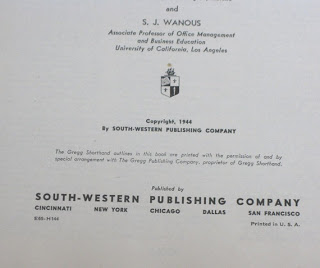 and
S. J. WANOUS
Associate Professor of Office Management
and Business Education
University of California, Los Angeles
Copyright, 1944
By SOUTH-WESTERN PUBLISHING COMPANY
The Gregg Shorthand outlines in this book are printed with the permission of and by
special arrangement with The Gregg Publishing Company, proprietor of Gregg Shorthand.
Published by
SOUTH-WESTERN PUBLISHING COMPANY
CINCINNATI NEW YORK CHICAGO DALLAS SAN FRANCISCO
Printed in U. S. A.